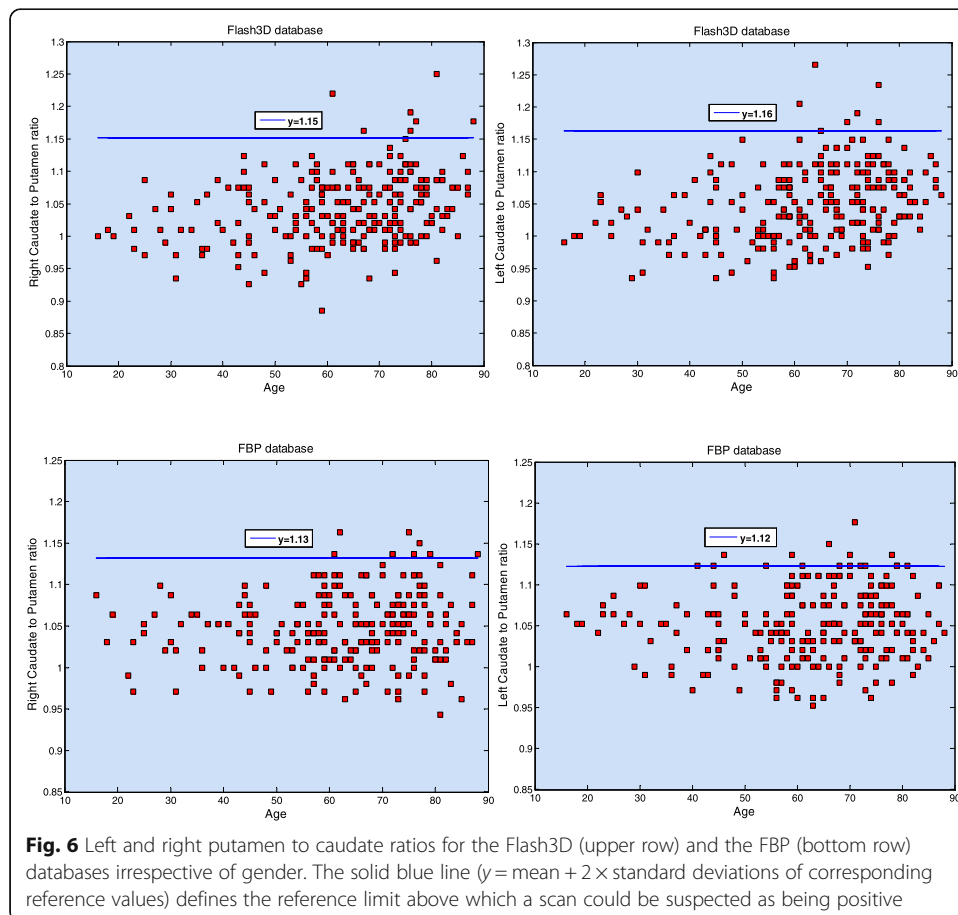 Flash3D database
1.3
1.25
1.2
1.15
1.1
1.05
1
0.95
0.9
0.85
0.8
Right Caudate to Putamen ratio
y=1.15
10 20 30 40 50 60 70 80 90
Age
Flash3D database
1.3
1.25
1.2
1.15
1.1
1.05
1
0.95
0.9
0.85
0.8
Left Caudate to Putamen ratio
y=1.16
10 20 30 40 50 60 70 80 90
Age
FBP database
1.25
1.2
1.15
1.1
1.05
1
0.95
0.9
0.85
Right Caudate to Putamen ratio
y=1.13
10 20 30 40 50 60 70 80 90
Age
FBP database
1.25
1.2
1.15
1.1
1.05
1
0.95
0.9
0.85
Left Caudate to Putamen ratio
y=1.12
10 20 30 40 50 60 70 80 90
Age
Fig. 6 Left and right putamen to caudate ratios for the Flash3D (upper row) and the FBP (bottom row)
databases irrespective of gender. The solid blue line (y = mean + 2 × standard deviations of corresponding
reference values) defines the reference limit above which a scan could be suspected as being positive